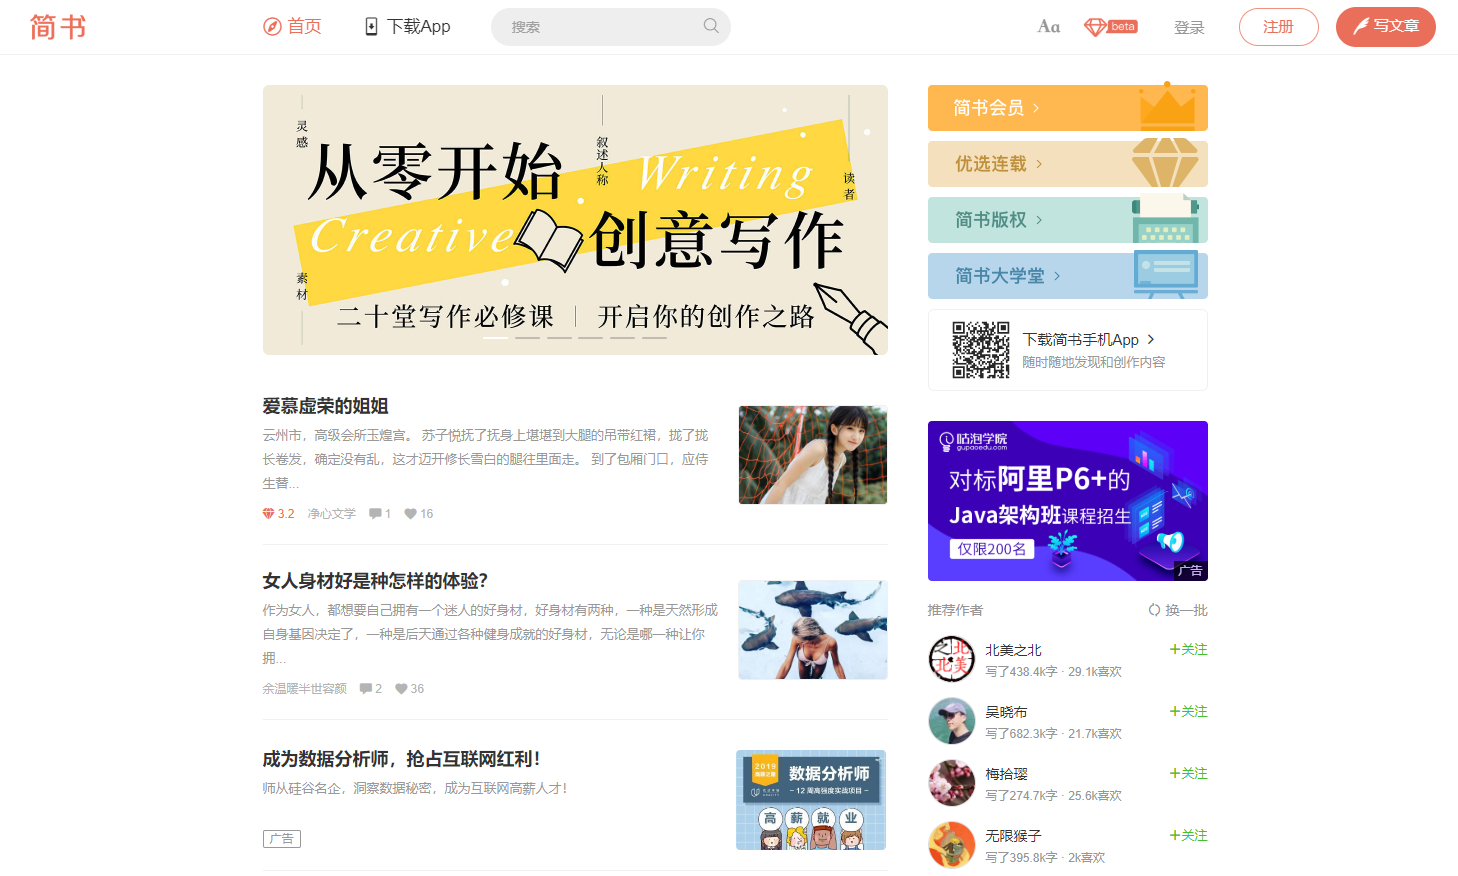 简书
首页
下载App
搜索
Aa
beta
登录
注册
写文章
灵感
叙述人称
读者
素材
从零开始
Writing
Creative
创意写作
二十堂写作必修课 | 开启你的创作之路
爱慕虚荣的姐姐
云州市，高级会所玉煌宫。 苏子悦抚了抚身上堪堪到大腿的吊带红裙，拢了拢
长卷发，确定没有乱，这才迈开修长雪白的腿往里面走。 到了包厢门口，应侍
生替...
3.2 净心文学 1 16
女人身材好是种怎样的体验？
作为女人，都想要自己拥有一个迷人的好身材，好身材有两种，一种是天然形成
自身基因决定了，一种是后天通过各种健身成就的好身材，无论是哪一种让你
拥...
余温暖半世容颜 2 36
成为数据分析师，抢占互联网红利！
师从硅谷名企，洞察数据秘密，成为互联网高薪人才！
广告
2019
数据分析师
– 12 周高强度实战项目 –
高薪就业
简书会员
优选连载
简书版权
简书大学堂
下载简书手机App
随时随地发现和创作内容
咕泡学院
gupaoedu.com
对标阿里P6+的
Java架构班课程招生
仅限200名
广告
推荐作者
换一批
之北
北美
北美之北
+关注
写了438.4k字 · 29.1k喜欢
吴晓布
+关注
写了682.3k字 · 21.7k喜欢
梅拾璎
+关注
写了274.7k字 · 25.6k喜欢
无限猴子
+关注
写了395.8k字 · 2k喜欢